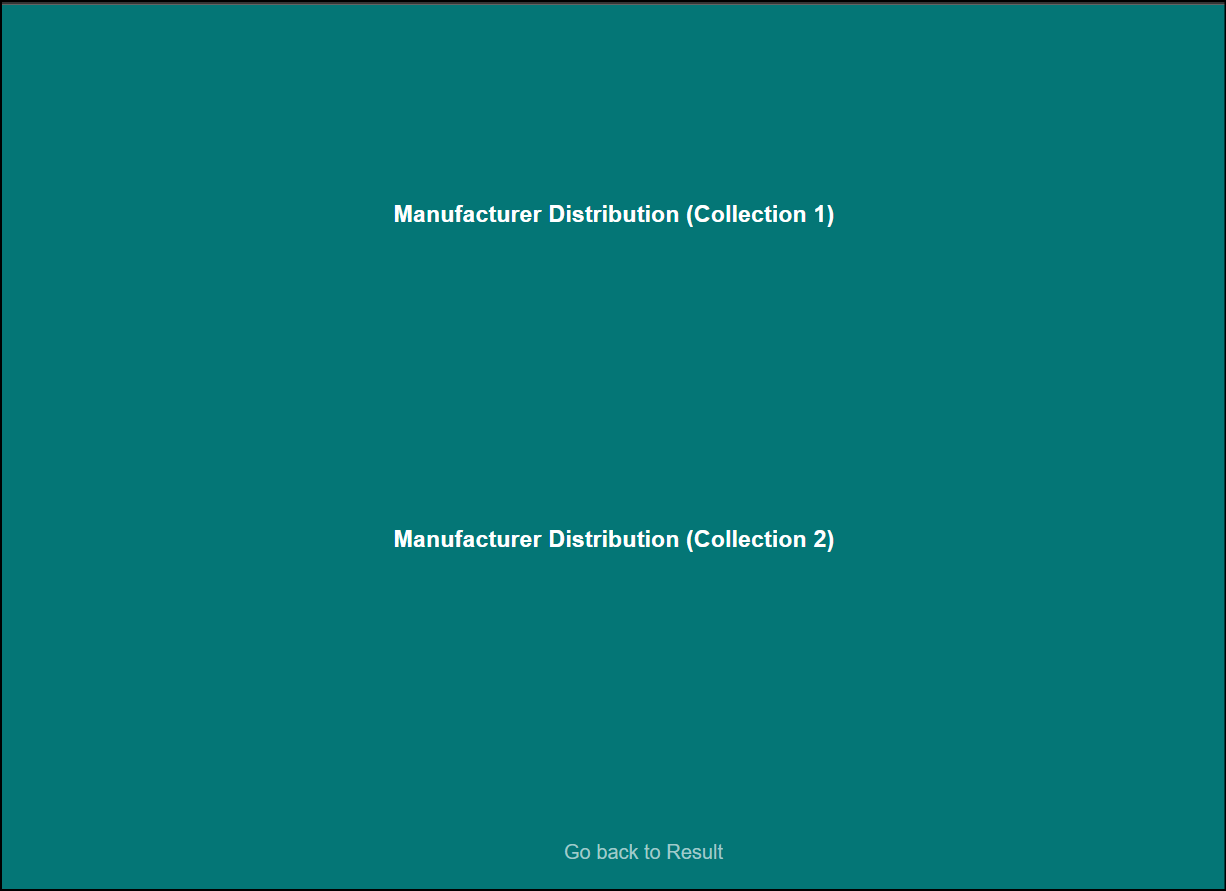 Manufacturer Distribution (Collection 1)
Manufacturer Distribution (Collection 2)
Go back to Result